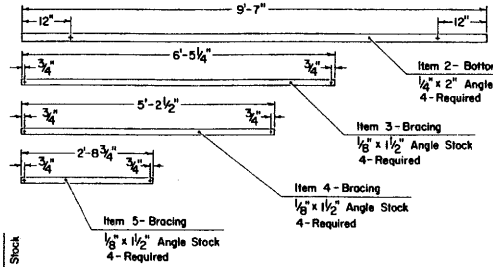 9'-7"
12" 12"
6'-5 1/4"
3/4" 3/4"
Item 2- Bottom
1/4" x 2" Angle
4-Required
5'-2 1/2"
3/4" 3/4"
Item 3-Bracing
1/8" x 1 1/2" Angle Stock
4-Required
2'-8 3/4"
3/4" 3/4"
Item 4-Bracing
1/8" x 1 1/2" Angle Stock
4-Required
Item 5-Bracing
1/8" x 1 1/2" Angle Stock
4-Required
Stock